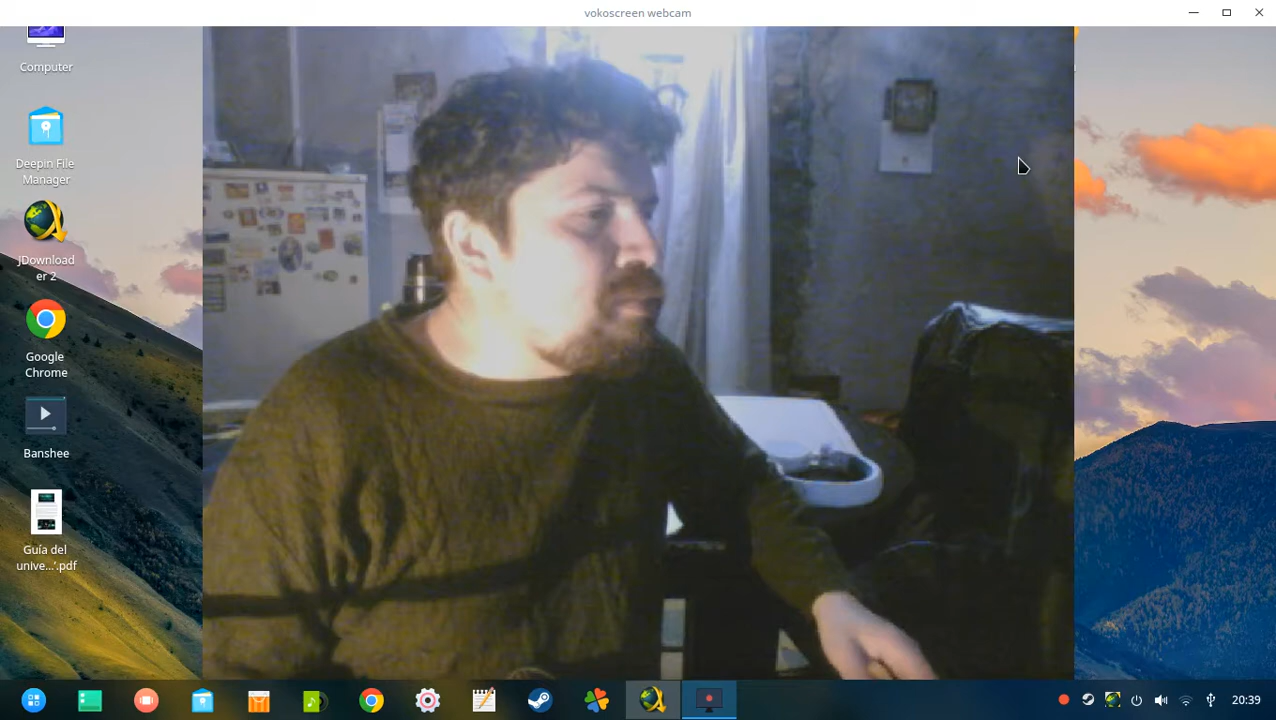 vokoscreen webcam
Computer
Deepin File
Manager
JDownload
er 2
Google
Chrome
Banshee
Guía del
unive...'.pdf
20:39